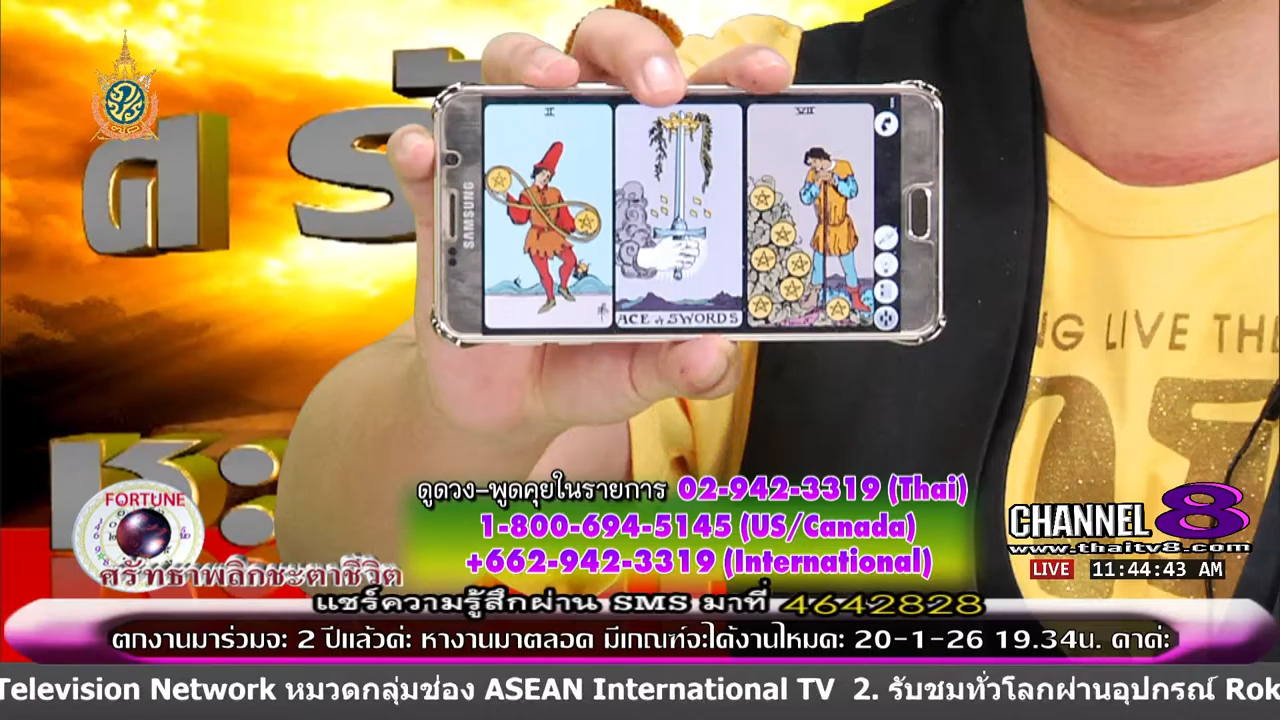 II
VII
ACE of SWORDS
SAMSUNG
NG LIVE THE
FORTUNE
ศรัทธาพลิกชะตาชีวิต
ดูดวง-พูดคุยในรายการ 02-942-3319 (Thai)
1-800-694-5145 (US/Canada)
+662-942-3319 (International)
CHANNEL 8
www.thaitv8.com
LIVE 11:44:43 AM
แชร์ความรู้สึกผ่าน SMS มาที่ 4642828
ตกงานมาร่วมจะ 2 ปีแล้วค่ะ หางานมาตลอด มีเกณฑ์จะได้งานไหมคะ 20-1-26 19.34น. คาค่ะ
Television Network หมวดกลุ่มช่อง ASEAN International TV 2. รับชมทั่วโลกผ่านอุปกรณ์ Rok